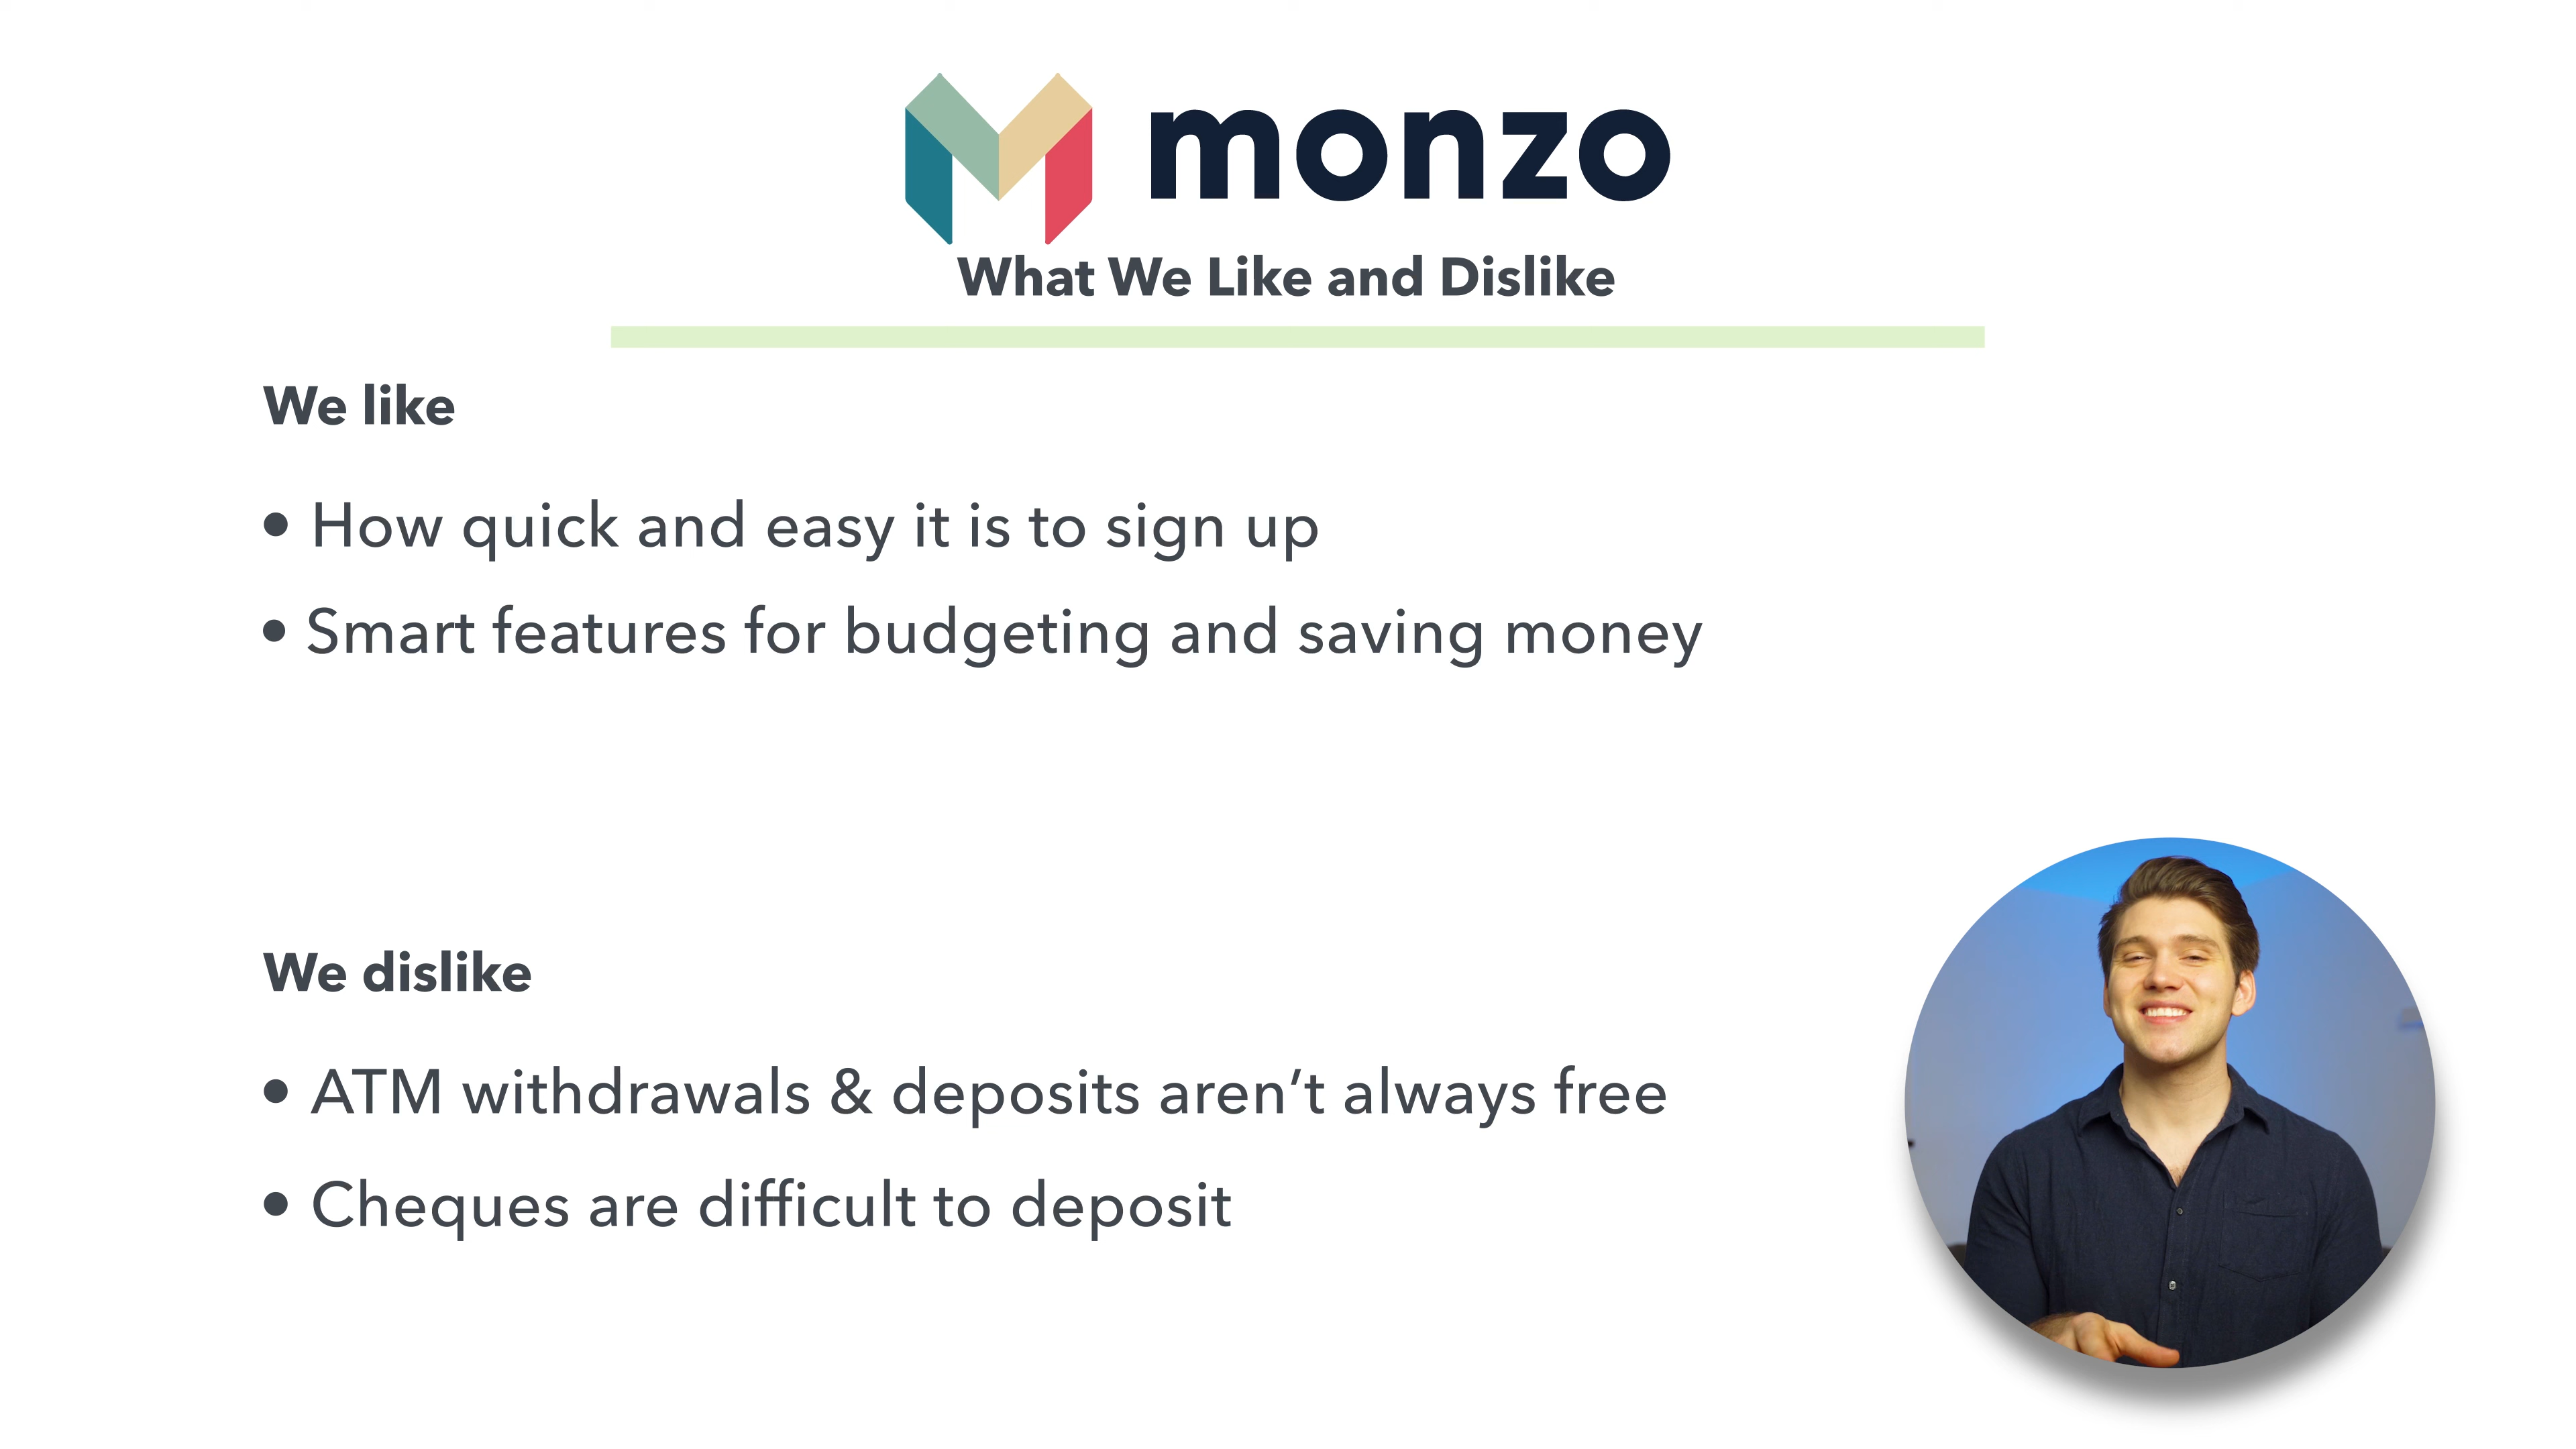 monzo
What We Like and Dislike
We like
• How quick and easy it is to sign up
• Smart features for budgeting and saving money
We dislike
• ATM withdrawals & deposits aren’t always free
• Cheques are difficult to deposit